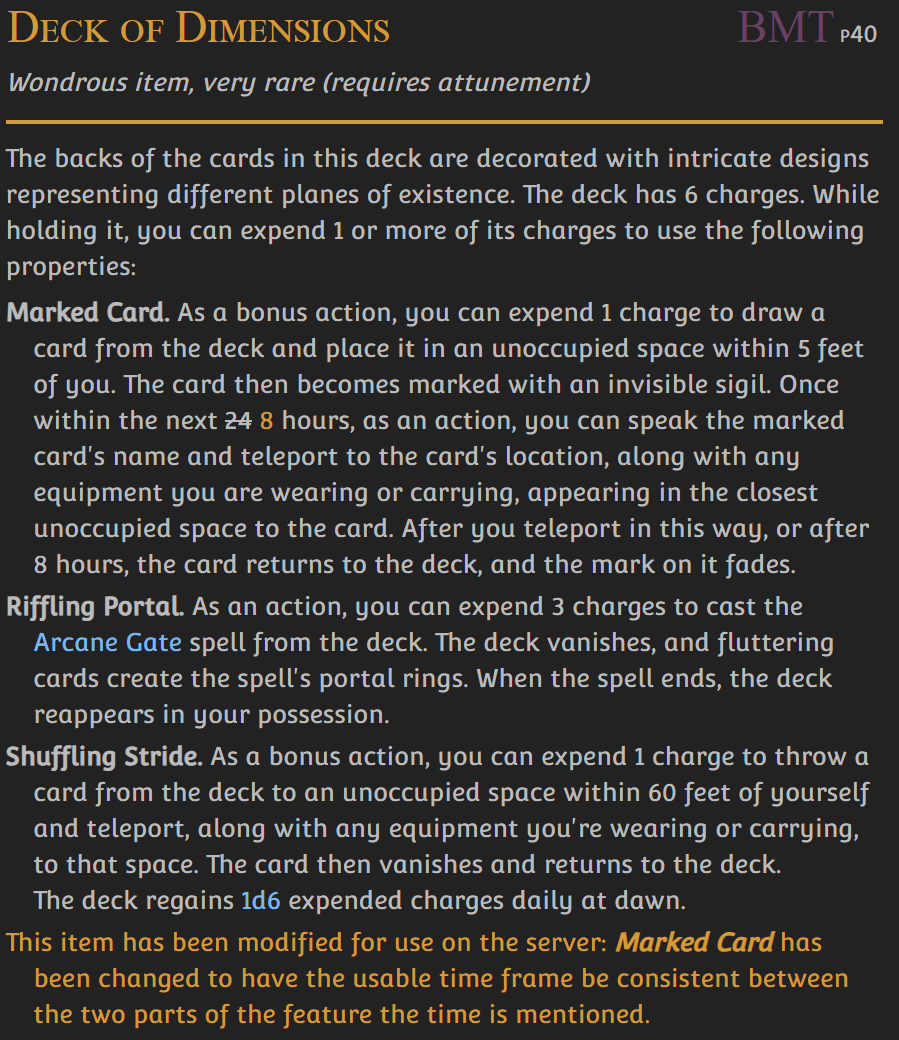 Deck of Dimensions BMT P40
Wondrous item, very rare (requires attunement)
The backs of the cards in this deck are decorated with intricate designs
representing different planes of existence. The deck has 6 charges. While
holding it, you can expend 1 or more of its charges to use the following
properties:
Marked Card. As a bonus action, you can expend 1 charge to draw a
card from the deck and place it in an unoccupied space within 5 feet
of you. The card then becomes marked with an invisible sigil. Once
within the next 24 8 hours, as an action, you can speak the marked
card's name and teleport to the card's location, along with any
equipment you are wearing or carrying, appearing in the closest
unoccupied space to the card. After you teleport in this way, or after
8 hours, the card returns to the deck, and the mark on it fades.
Riffling Portal. As an action, you can expend 3 charges to cast the
Arcane Gate spell from the deck. The deck vanishes, and fluttering
cards create the spell's portal rings. When the spell ends, the deck
reappears in your possession.
Shuffling Stride. As a bonus action, you can expend 1 charge to throw a
card from the deck to an unoccupied space within 60 feet of yourself
and teleport, along with any equipment you're wearing or carrying,
to that space. The card then vanishes and returns to the deck.
The deck regains 1d6 expended charges daily at dawn.
This item has been modified for use on the server: Marked Card has
been changed to have the usable time frame be consistent between
the two parts of the feature the time is mentioned.